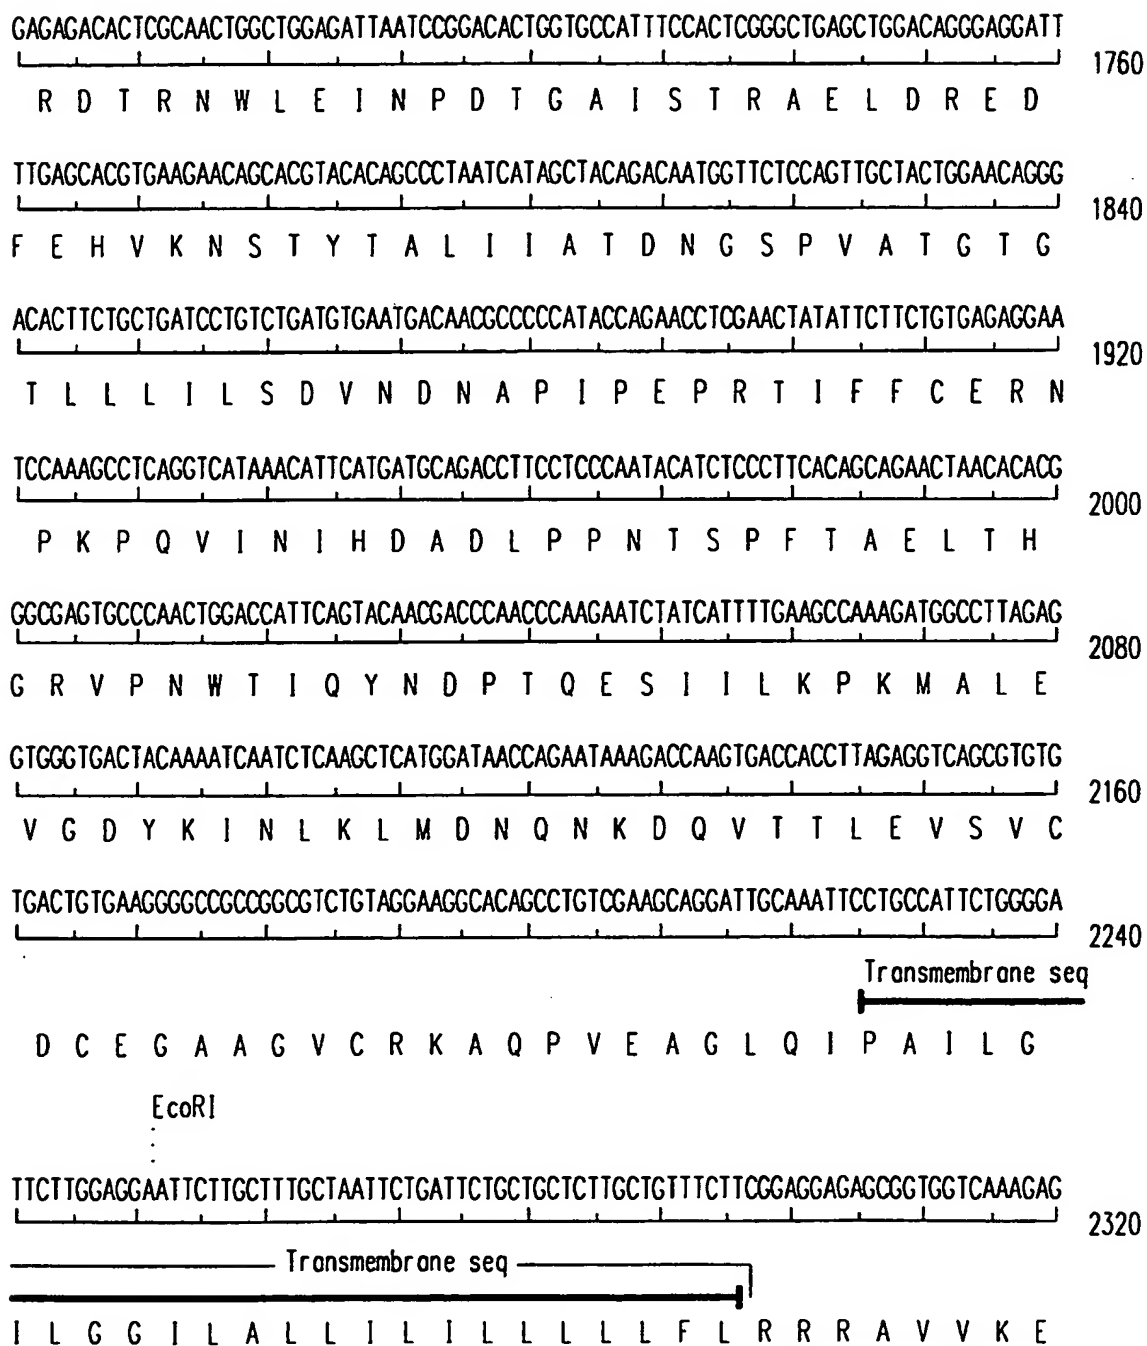 GAGAGACACTCGCAACTGGCTGGAGATTAATCCGGACACTGGTGCCATTTCCACTCGGGCTGAGCTGGACAGGGAGGATT
1760
R D T R N W L E I N P D T G A I S T R A E L D R E D
TTGAGCACGTGAAGAACAGCACGTACACAGCCCTAATCATAGCTACAGACAATGGTTCTCCAGTTGCTACTGGAACAGGG
1840
F E H V K N S T Y T A L I I A T D N G S P V A T G T G
ACACTTCTGCTGATCCTGTCTGATGTGAATGACAACGCCCCCATACCAGAACCTCGAACTATATTCTTCTGTGAGAGGAA
1920
T L L L I L S D V N D N A P I P E P R T I F F C E R N
TCCAAAGCCTCAGGTCATAAACATTCATGATGCAGACCTTCCTCCCAATACATCTCCCTTCACAGCAGAACTAACACACG
2000
P K P Q V I N I H D A D L P P N T S P F T A E L T H
GGCGAGTGCCCAACTGGACCATTCAGTACAACGACCCAACCCAAGAATCTATCATTTTGAAGCCAAAGATGGCCTTAGAG
2080
G R V P N W T I Q Y N D P T Q E S I I L K P K M A L E
GTGGGTGACTACAAAATCAATCTCAAGCTCATGGATAACCAGAATAAAGACCAAGTGACCACCTTAGAGGTCAGCGTGTG
2160
V G D Y K I N L K L M D N Q N K D Q V T T L E V S V C
TGACTGTGAAGGGGCCGCCGGCGTCTGTAGGAAGGCACAGCCTGTCGAAGCAGGATTGCAAATTCCTGCCATTCTGGGGA
2240
Transmembrane seq
D C E G A A G V C R K A Q P V E A G L Q I P A I L G
EcoRI
TTCTTGGAGGAATTCTTGCTTTGCTAATTCTGATTCTGCTGCTCTTGCTGTTTCTTCGGAGGAGAGCGGTGGTCAAAGAG
2320
Transmembrane seq
I L G G I L A L L I L I L L L L L F L R R R A V V K E